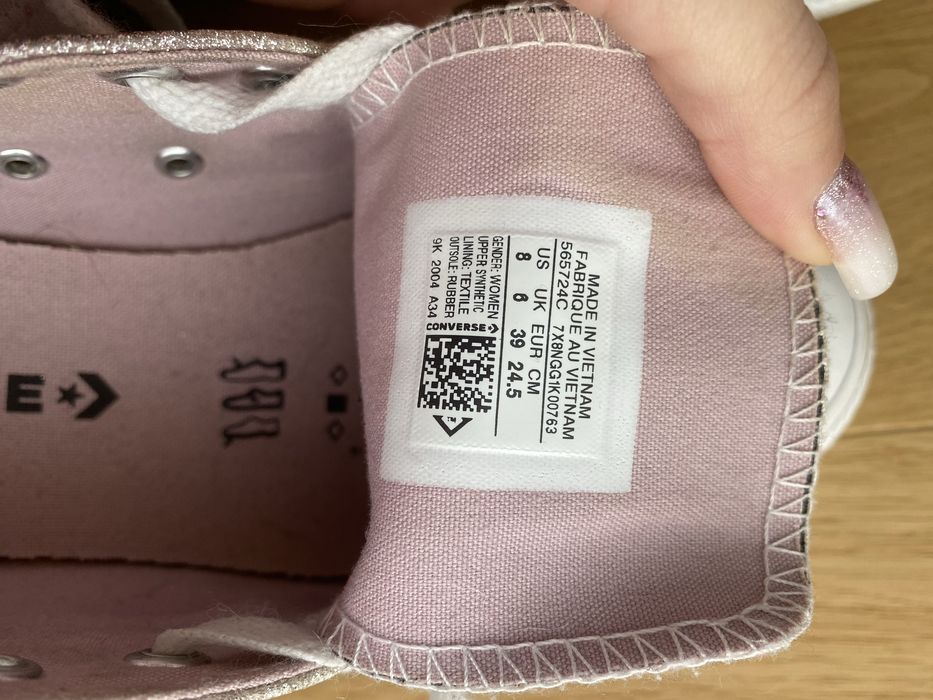 MADE IN VIETNAM
FABRIQUE AU VIETNAM
565724C 7X8NGG1K00763
US UK EUR CM
8 6 39 24.5
GENDER: WOMEN
UPPER SYNTHETIC
LINING: TEXTILE
OUTSOLE: RUBBER
9K 2004 A34
CONVERSE